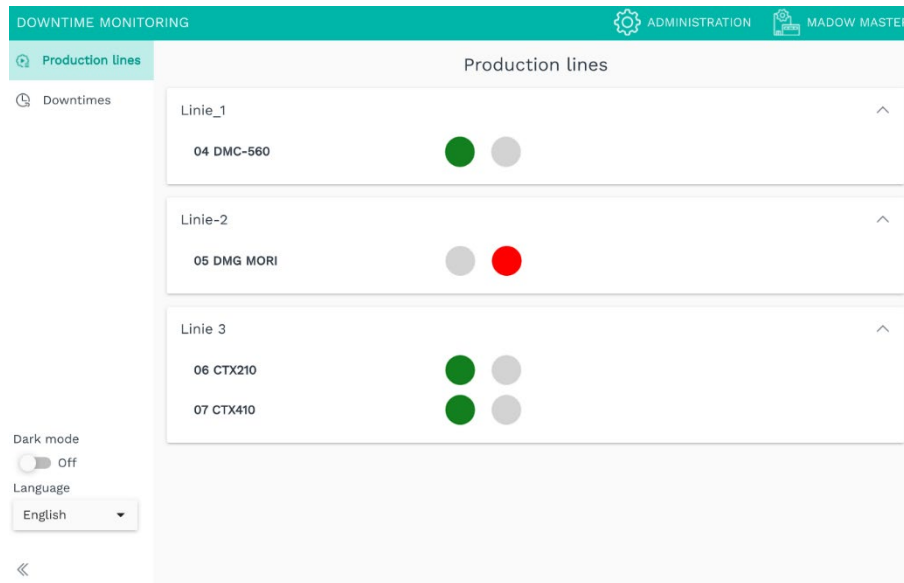 DOWNTIME MONITORING
ADMINISTRATION
MADOW MASTER
Production lines
Downtimes
Production lines
Linie_1
04 DMC-560
Linie-2
05 DMG MORI
Linie 3
06 CTX210
07 CTX410
Dark mode
Off
Language
English